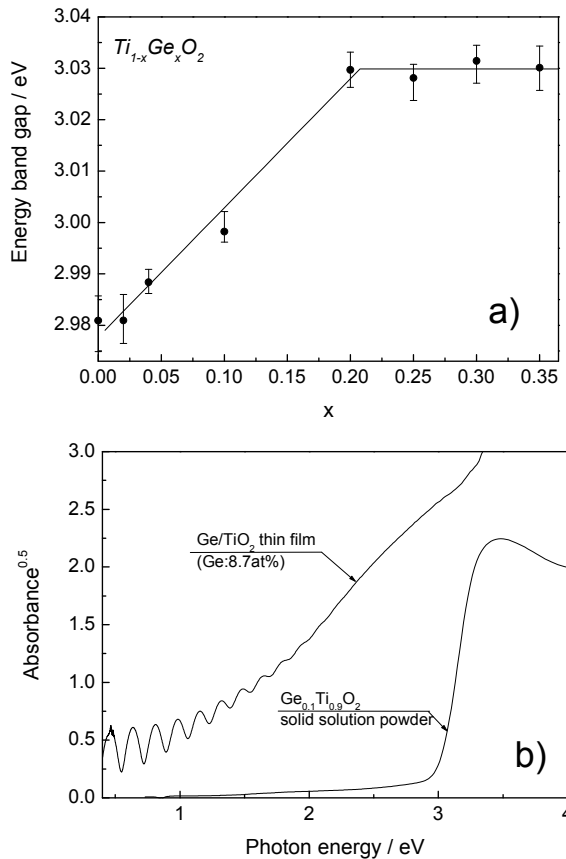 Ti₁₋ₓGeₓO₂
a)
Energy band gap / eV
3.04
3.03
3.02
3.01
3.00
2.99
2.98
0.00 0.05 0.10 0.15 0.20 0.25 0.30 0.35
x
Absorbance^0.5
3.0
2.5
2.0
1.5
1.0
0.5
0.0
Ge/TiO₂ thin film
(Ge:8.7at%)
Ge₀.₁Ti₀.₉O₂
solid solution powder
b)
1 2 3 4
Photon energy / eV